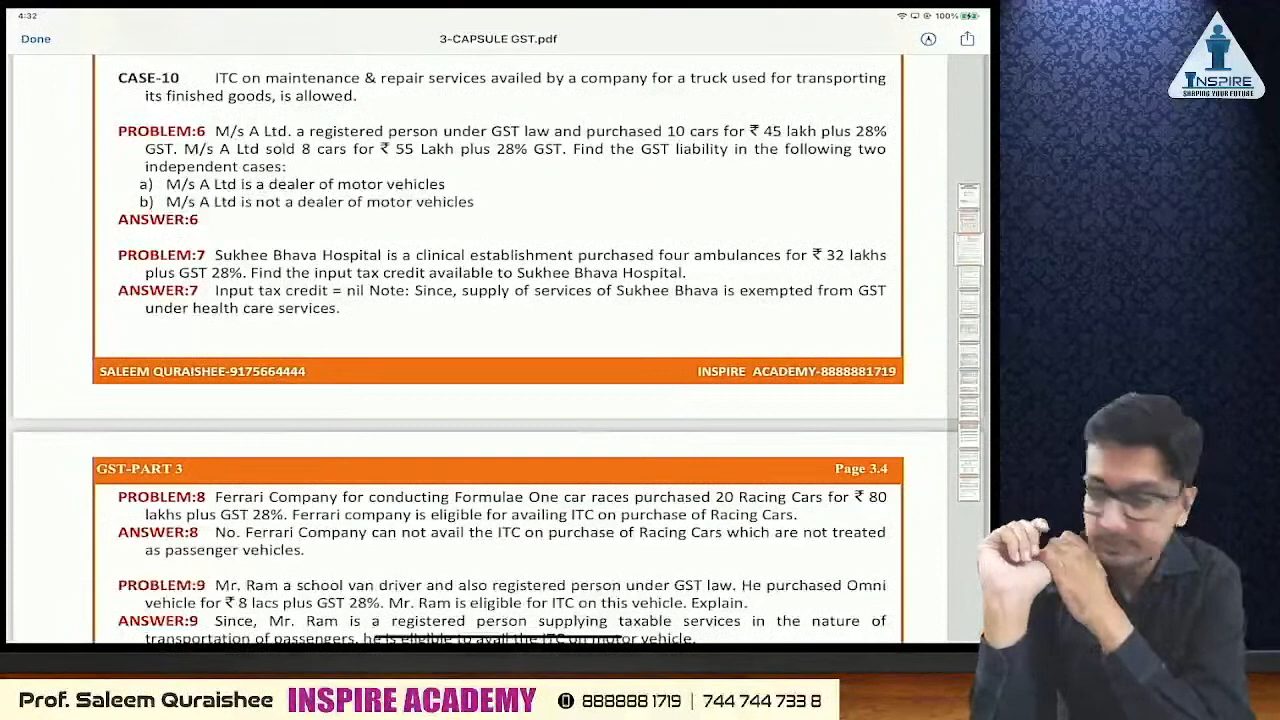 4:32
100%
Done
3-CAPSULE GST.pdf
INSPIRE
SHAPING YOUR FUTURE
CASE-10 ITC on maintenance & repair services availed by a company for a truck used for transporting
its finished goods, is allowed.
PROBLEM:6 M/s A Ltd. a registered person under GST law and purchased 10 cars for ₹ 45 lakh plus 28%
GST. M/s A Ltd sold 8 cars for ₹ 55 Lakh plus 28% GST. Find the GST liability in the following two
independent cases:
a) M/s A Ltd is a dealer of motor vehicles
b) M/s A Ltd is not a dealer of motor vehicles
ANSWER:6
PROBLEM:7 Sukhee Bhava Hospital is a clinical establishment purchased four ambulances for ₹ 32 lakhs
plus GST 28%. Find the input tax credit available to Sukhee Bhava Hospital.
ANSWER:7 Input tax credit = nil Note: Since, supply of services of Sukhee Bhava is exempted from GST
under health care services.
SALEEM QURAISHEE-9175664444
INSPIRE ACADEMY-8888881719
GST-PART 3
Page 3.4
PROBLEM:8 Ferrari Company for conducting Formulae One car races purchased 20 Racing Cars for ₹ 80
lakhs plus GST 28%. Ferrari company is eligible for availing ITC on purchase of Racing Cars.
ANSWER:8 No. Ferrari Company can not avail the ITC on purchase of Racing Cars which are not treated
as passenger vehicles.
PROBLEM:9 Mr. Ram a school van driver and also registered person under GST law. He purchased Omni
vehicle for ₹ 8 lacs plus GST 28%. Mr. Ram is eligible for ITC on this vehicle. Explain.
ANSWER:9 Since, Mr. Ram is a registered person supplying taxable services in the nature of
transportation of passengers, he is eligible to avail the ITC on motor vehicle.
Prof. Saleem Quraishee INSPIRE ACADEMY 888888 1719 | 744 744 733 8